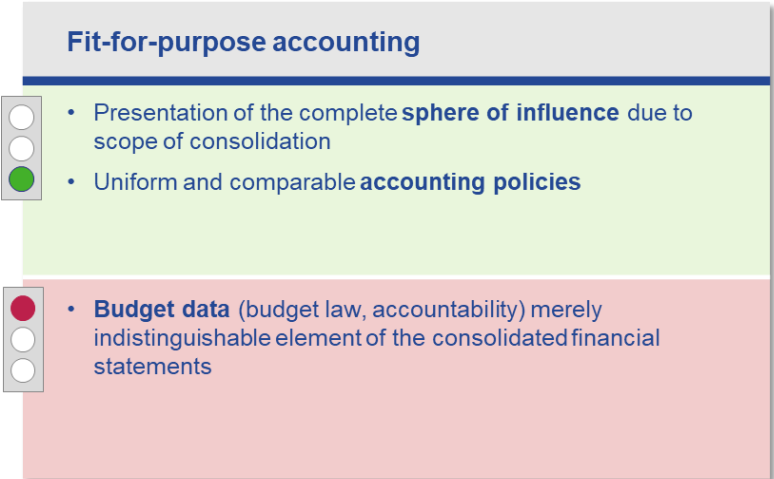 Fit-for-purpose accounting
• Presentation of the complete sphere of influence due to
scope of consolidation
• Uniform and comparable accounting policies
• Budget data (budget law, accountability) merely
indistinguishable element of the consolidated financial
statements